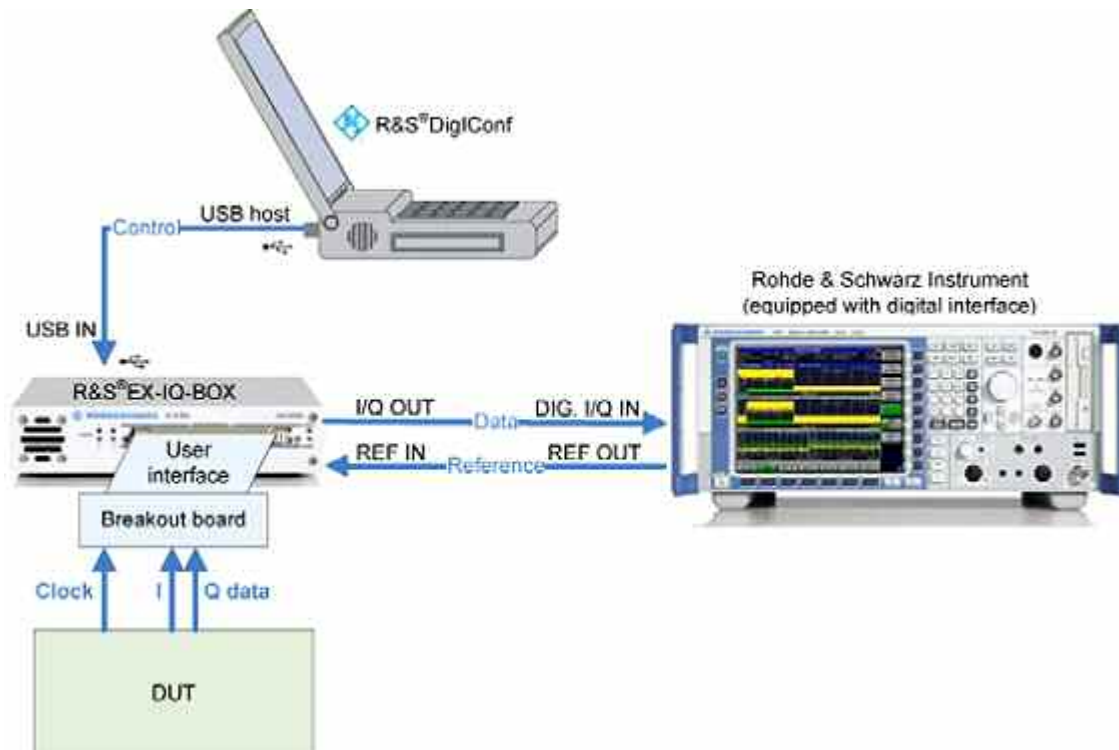 R&S®DigIConf
USB host
Control
USB IN
Rohde & Schwarz Instrument
(equipped with digital interface)
R&S®EX-IQ-BOX
I/Q OUT
Data
DIG. I/Q IN
REF IN
Reference
REF OUT
User
interface
Breakout board
Clock
I
Q data
DUT